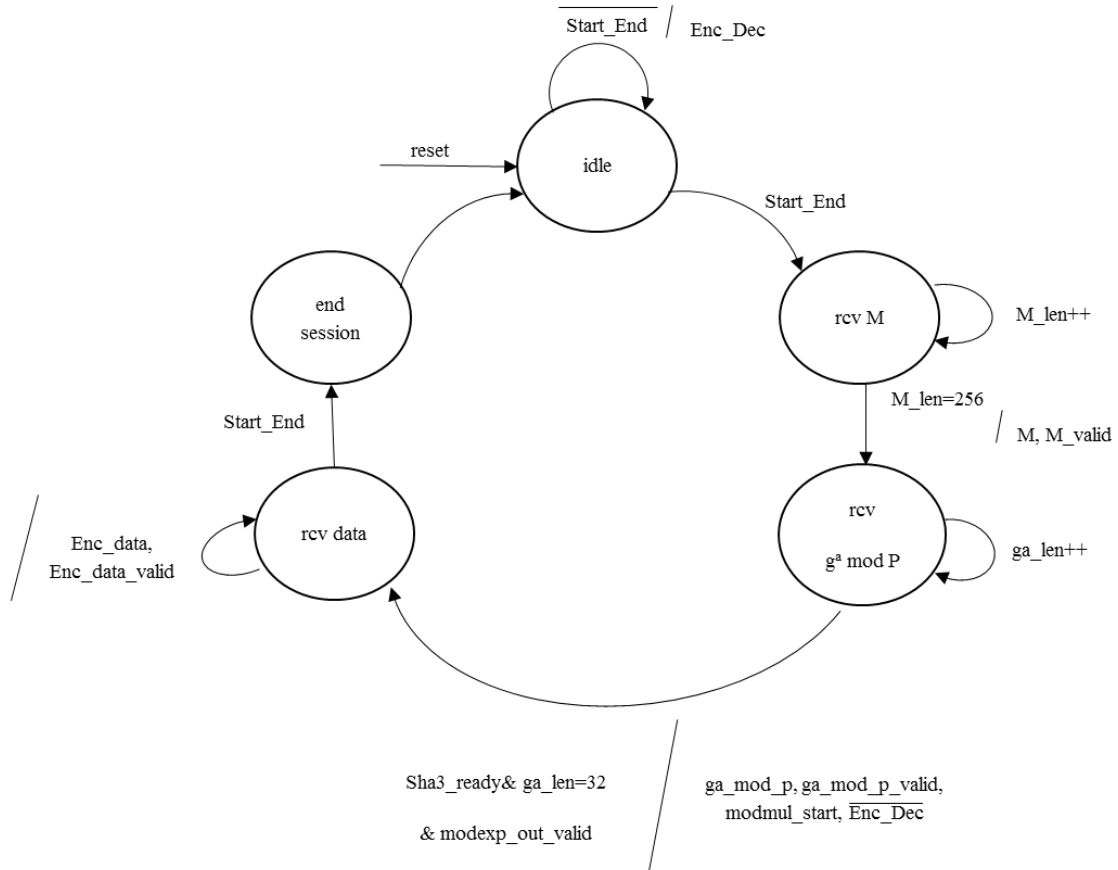 Start_End / Enc_Dec
reset
idle
Start_End
end
session
rcv M
M_len++
M_len=256
/ M, M_valid
Start_End
rcv data
Enc_data,
Enc_data_valid
rcv
gᵃ mod P
ga_len++
Sha3_ready& ga_len=32
& modexp_out_valid
ga_mod_p, ga_mod_p_valid,
modmul_start, Enc_Dec